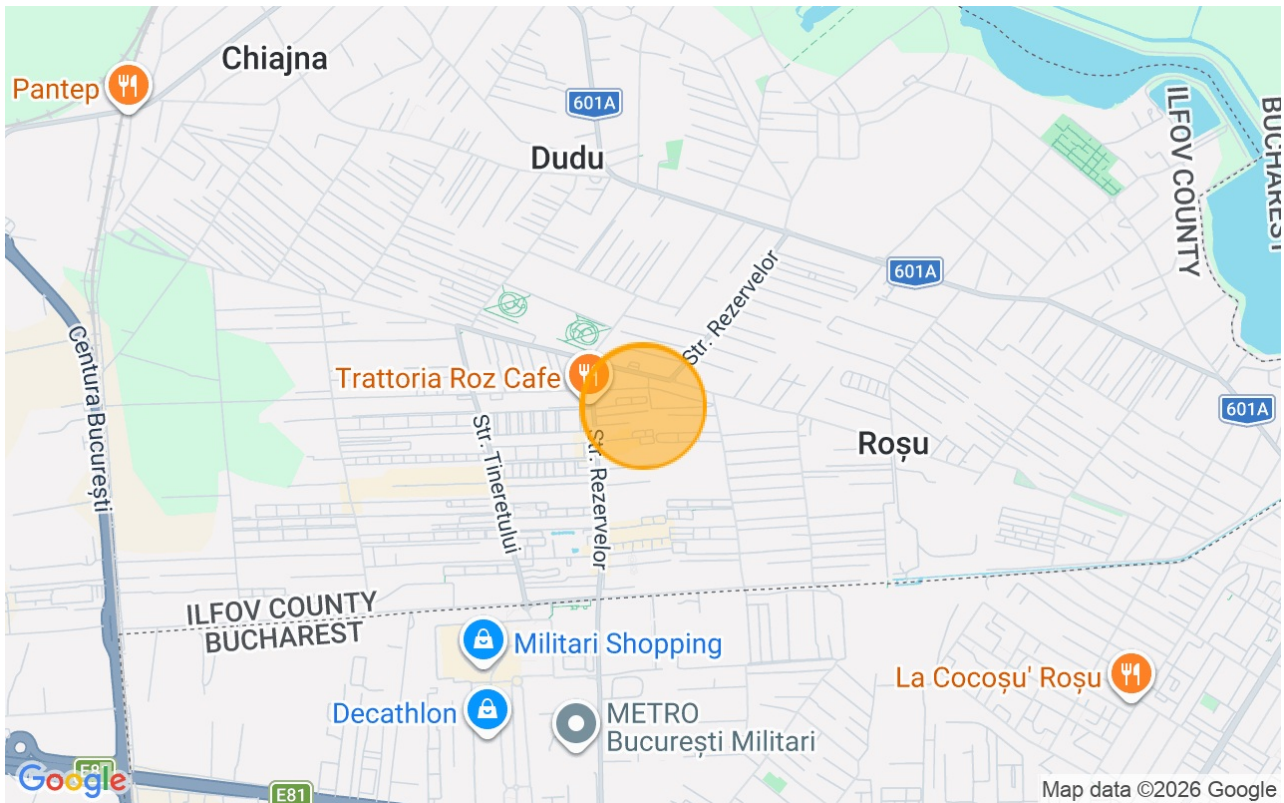 Chiajna
Pantep
601A
Dudu
ILFOV COUNTY
BUCHAREST
601A
Str. Rezervelor
Centura București
Trattoria Roz Cafe
601A
Roșu
Str. Tineretului
Str. Rezervelor
ILFOV COUNTY
BUCHAREST
Militari Shopping
La Cocoșu' Roșu
Decathlon
METRO
București Militari
Google
E81
Map data ©2026 Google